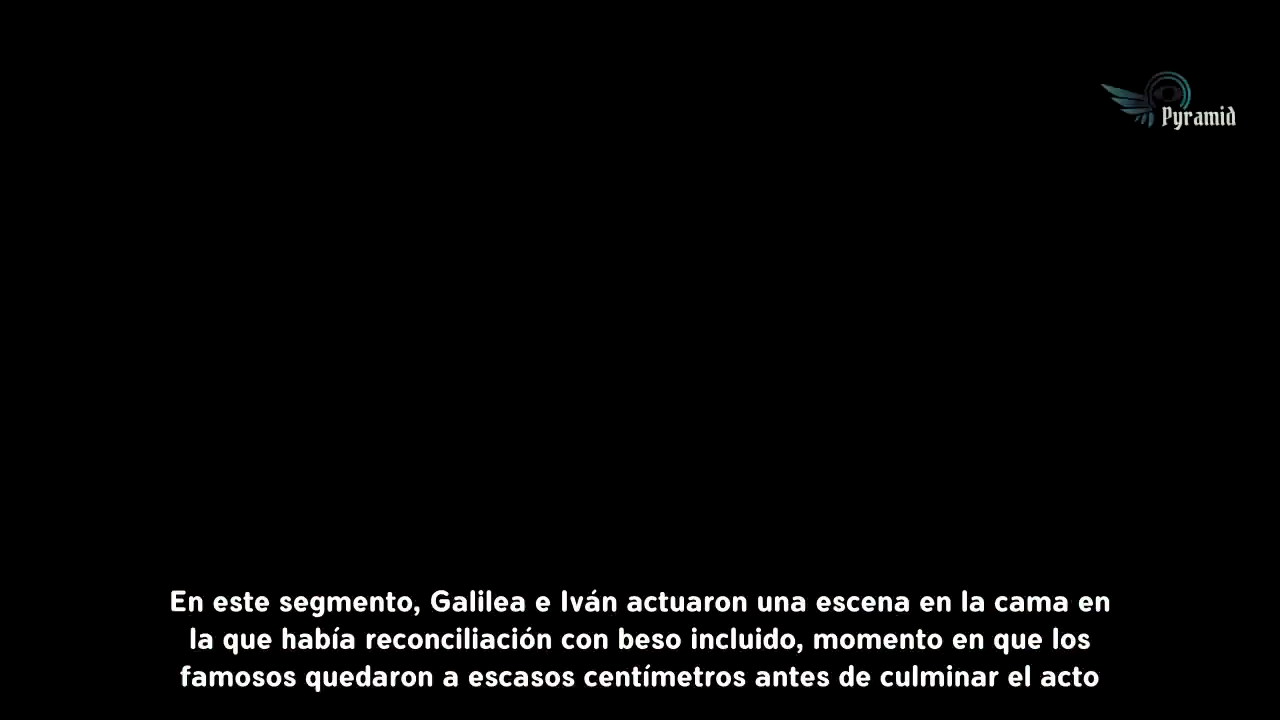 Pyramid
En este segmento, Galilea e Iván actuaron una escena en la cama en
la que había reconciliación con beso incluido, momento en que los
famosos quedaron a escasos centímetros antes de culminar el acto